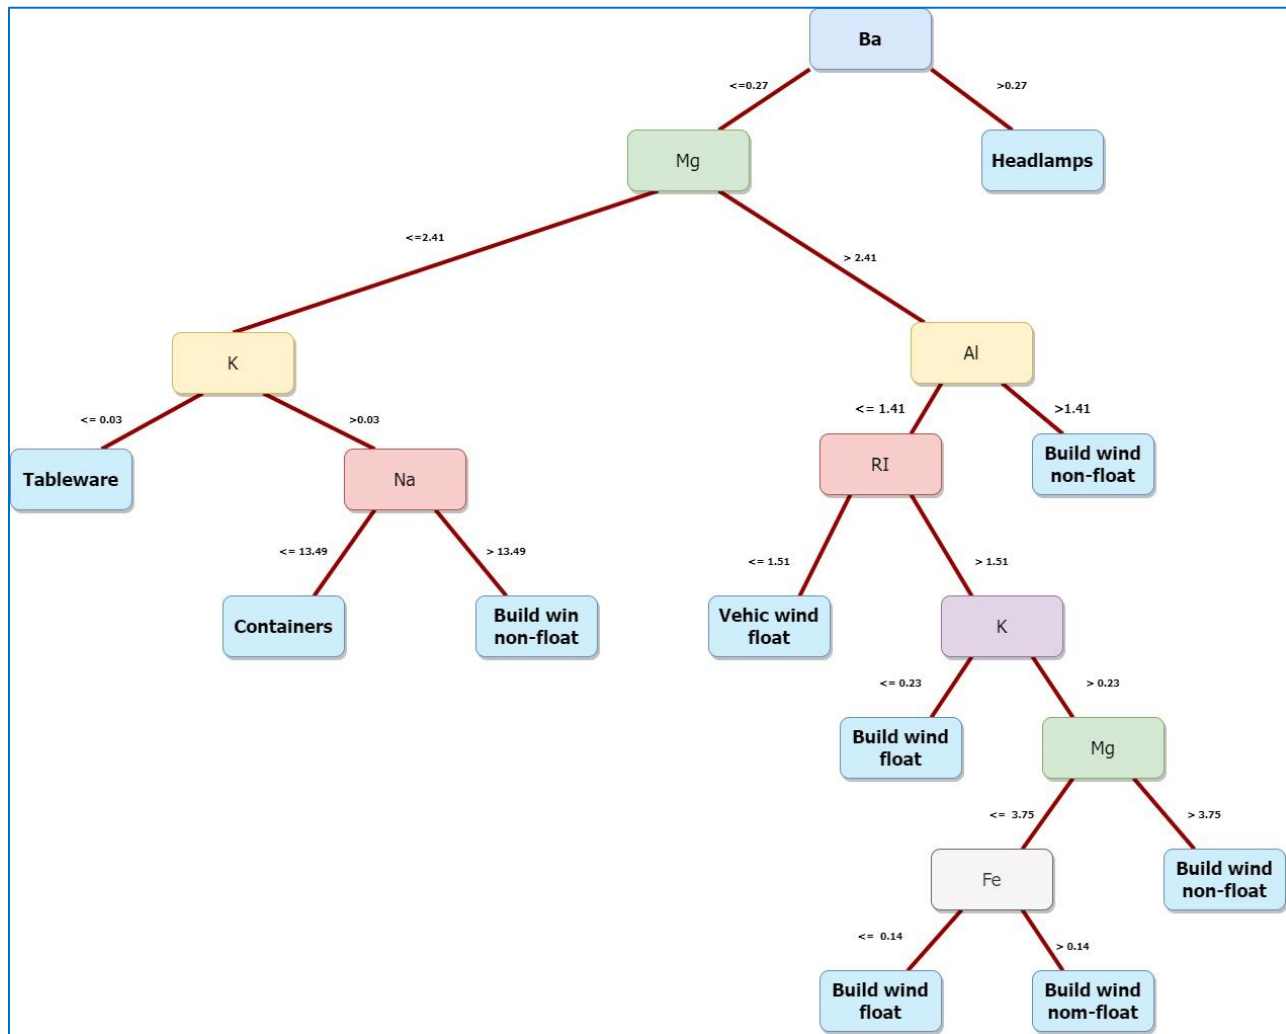 Ba
<=0.27
>0.27
Mg
Headlamps
<=2.41
> 2.41
K
Al
<= 0.03
>0.03
<= 1.41
>1.41
Tableware
Na
RI
Build wind
non-float
<= 13.49
> 13.49
<= 1.51
> 1.51
Containers
Build win
non-float
Vehic wind
float
K
<= 0.23
> 0.23
Build wind
float
Mg
<= 3.75
> 3.75
Fe
Build wind
non-float
<= 0.14
> 0.14
Build wind
float
Build wind
nom-float